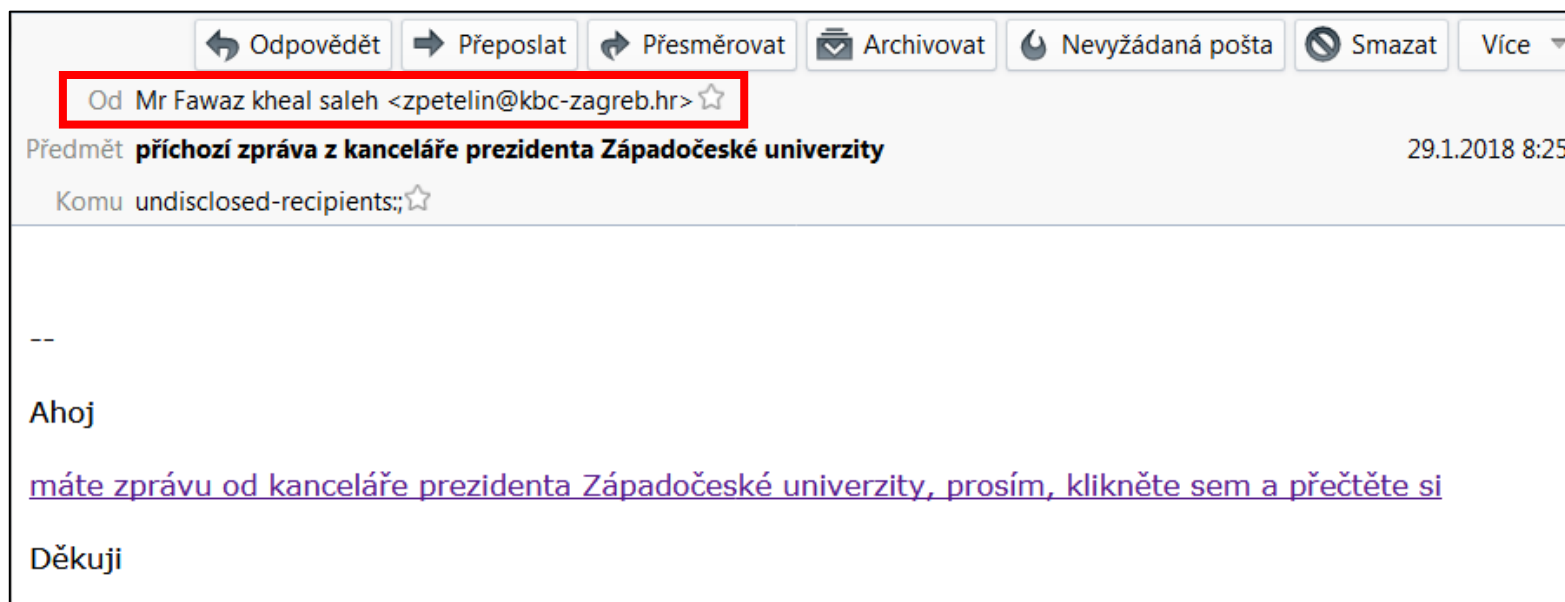 Odpovědět Přeposlat Přesměrovat Archivovat Nevyžádaná pošta Smazat Více
Od Mr Fawaz kheal saleh <zpetelin@kbc-zagreb.hr>
Předmět příchozí zpráva z kanceláře prezidenta Západočeské univerzity 29.1.2018 8:25
Komu undisclosed-recipients:;
--
Ahoj
máte zprávu od kanceláře prezidenta Západočeské univerzity, prosím, klikněte sem a přečtěte si
Děkuji